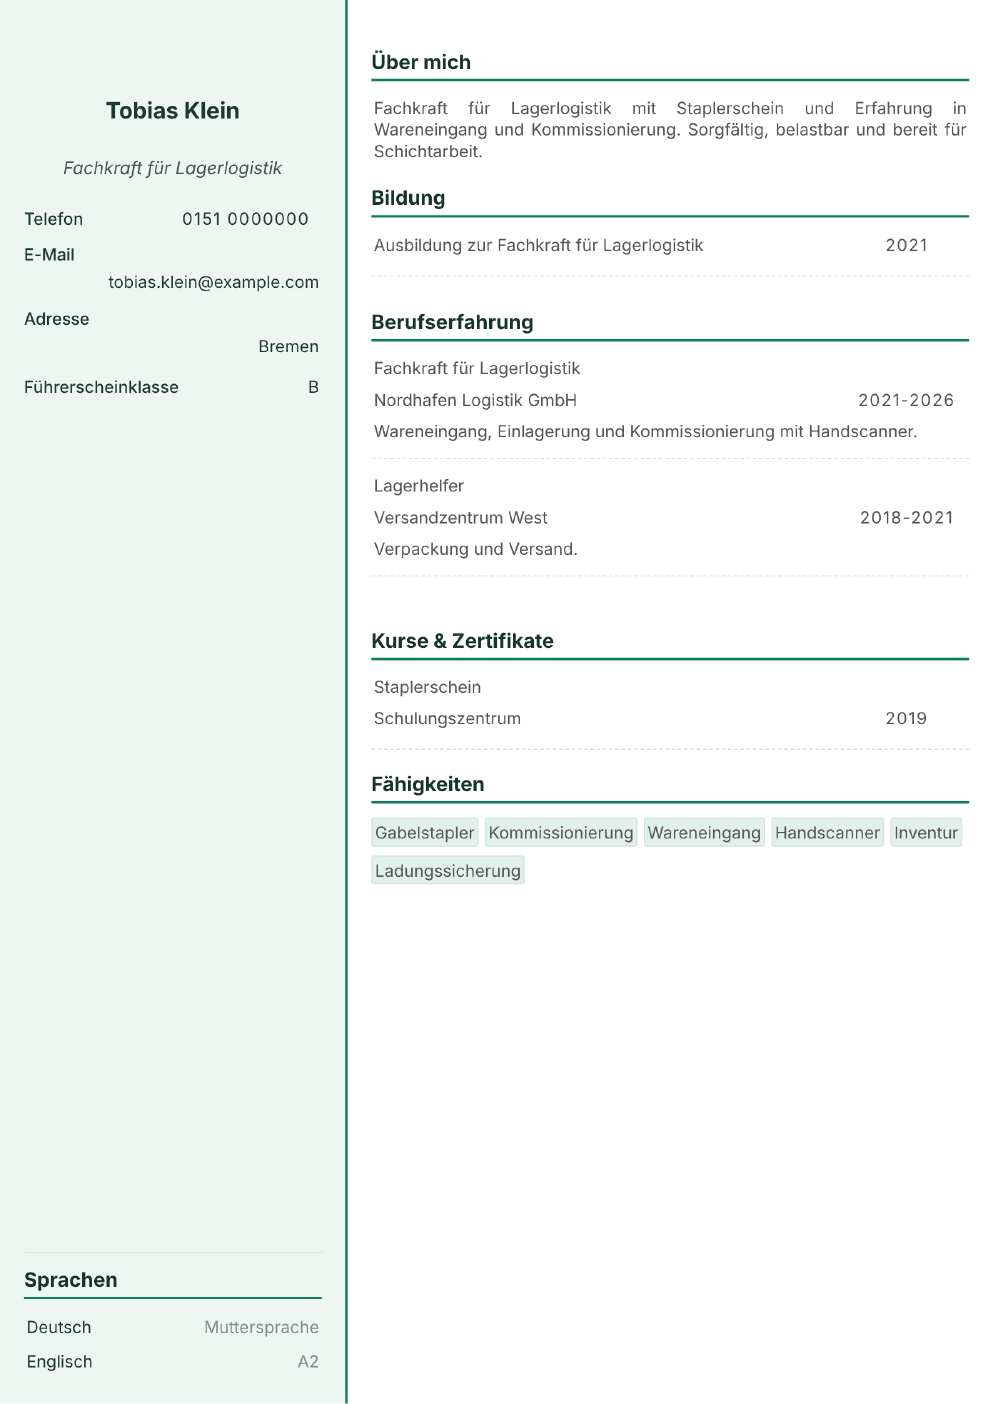 Tobias Klein
Fachkraft für Lagerlogistik
Telefon 0151 0000000
E-Mail
tobias.klein@example.com
Adresse
Bremen
Führerscheinklasse B
Sprachen
Deutsch Muttersprache
Englisch A2
Über mich
Fachkraft für Lagerlogistik mit Staplerschein und Erfahrung in
Wareneingang und Kommissionierung. Sorgfältig, belastbar und bereit für
Schichtarbeit.
Bildung
Ausbildung zur Fachkraft für Lagerlogistik 2021
Berufserfahrung
Fachkraft für Lagerlogistik
Nordhafen Logistik GmbH 2021-2026
Wareneingang, Einlagerung und Kommissionierung mit Handscanner.
Lagerhelfer
Versandzentrum West 2018-2021
Verpackung und Versand.
Kurse & Zertifikate
Staplerschein
Schulungszentrum 2019
Fähigkeiten
Gabelstapler Kommissionierung Wareneingang Handscanner Inventur
Ladungssicherung